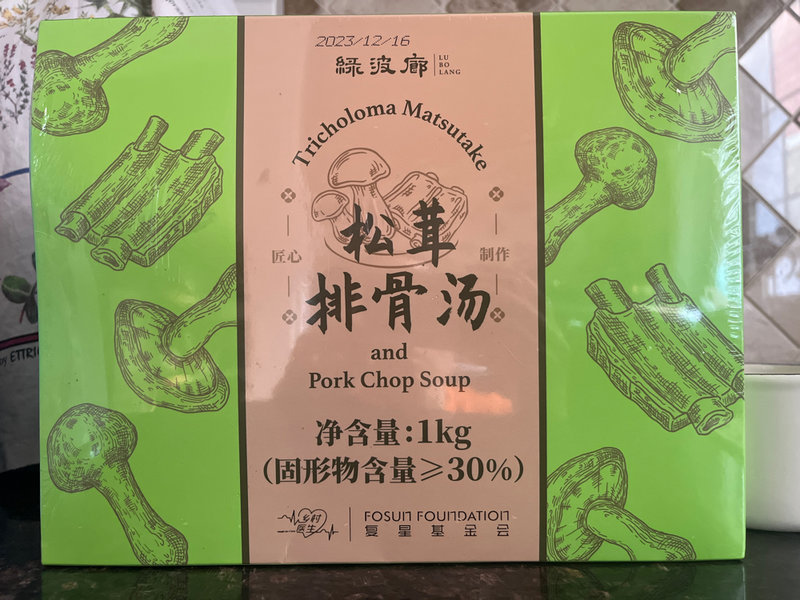 2023/12/16
緑波廊 LU BO LANG
Tricholoma Matsutake
松茸
匠心 制作
排骨汤
and
Pork Chop Soup
净含量:1kg
(固形物含量≥30%)
乡村医生 FOSUN FOUNDATION
复星基金会
ETTRI